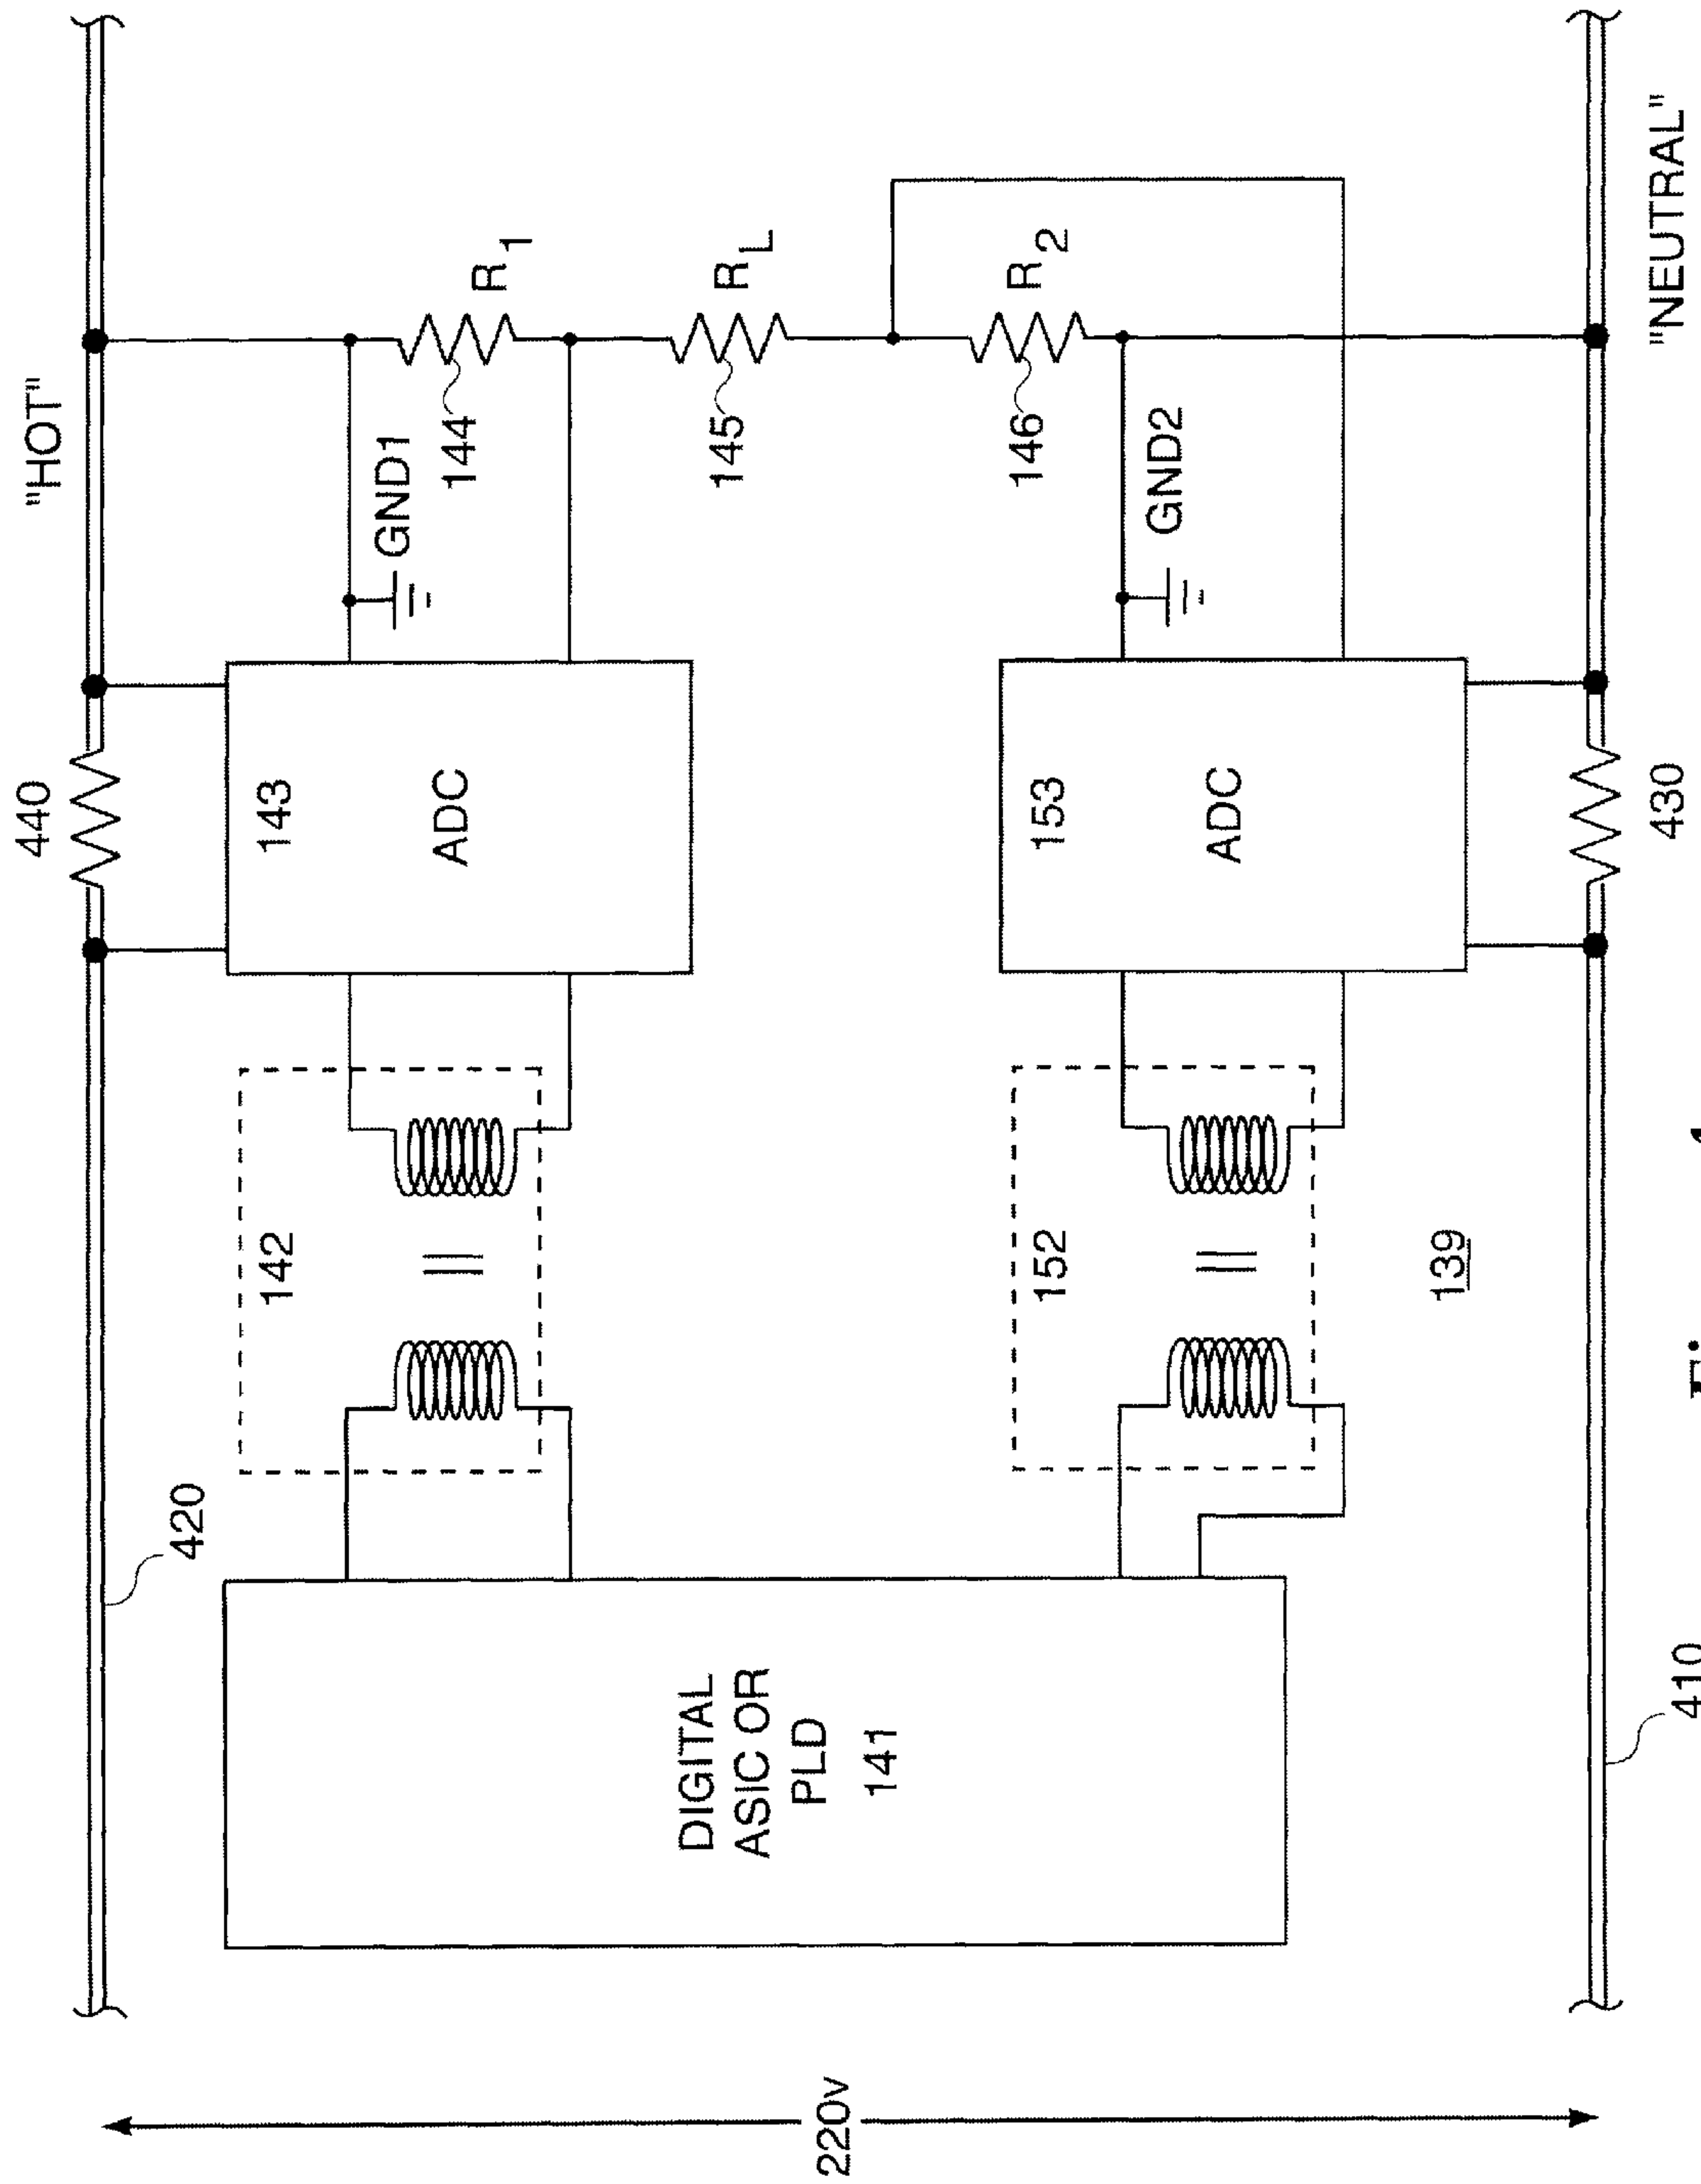 440
"HOT"
420
142
143
ADC
GND1
144
R1
220v
DIGITAL
ASIC OR
PLD
141
145
RL
146
R2
152
153
ADC
GND2
139
430
"NEUTRAL"
410